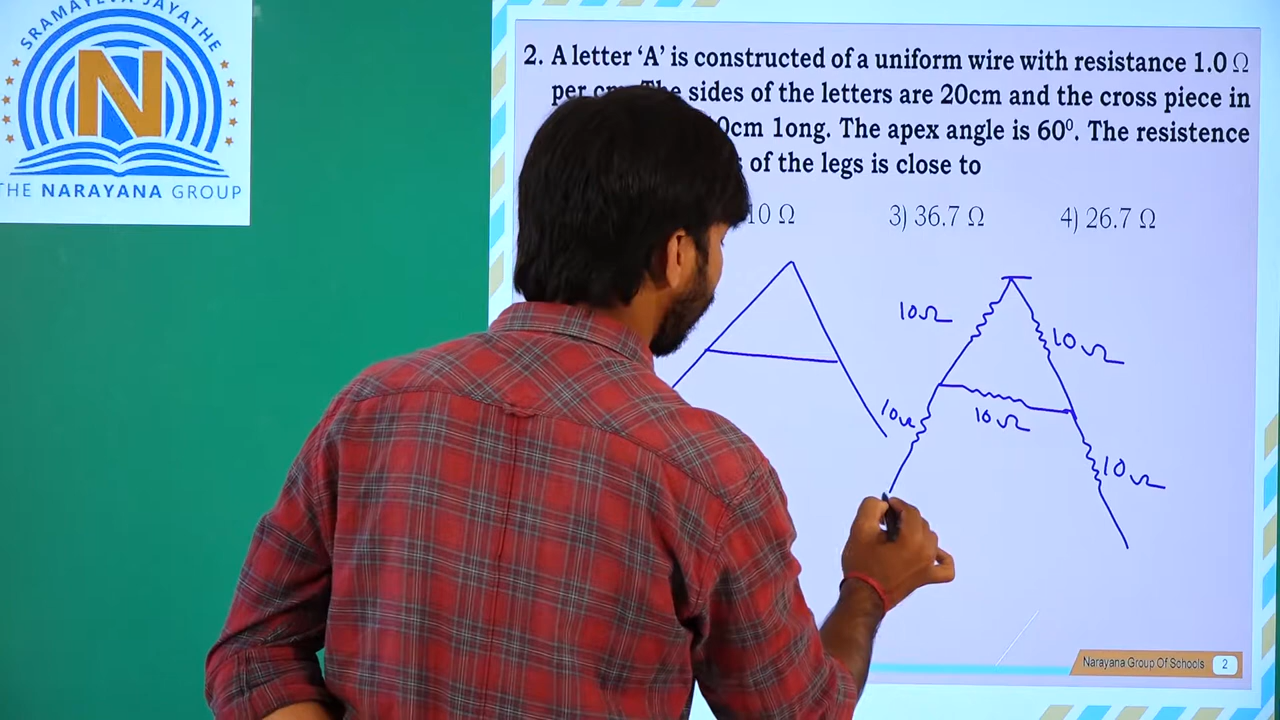 SRAMAYEVA JAYATHE
N
THE NARAYANA GROUP
2. A letter 'A' is constructed of a uniform wire with resistance 1.0 Ω
per cm. The sides of the letters are 20cm and the cross piece in
0cm 1ong. The apex angle is 60⁰. The resistence
of the legs is close to
10 Ω 3) 36.7 Ω 4) 26.7 Ω
10Ω
10Ω
10Ω
10Ω
10Ω
Narayana Group Of Schools 2